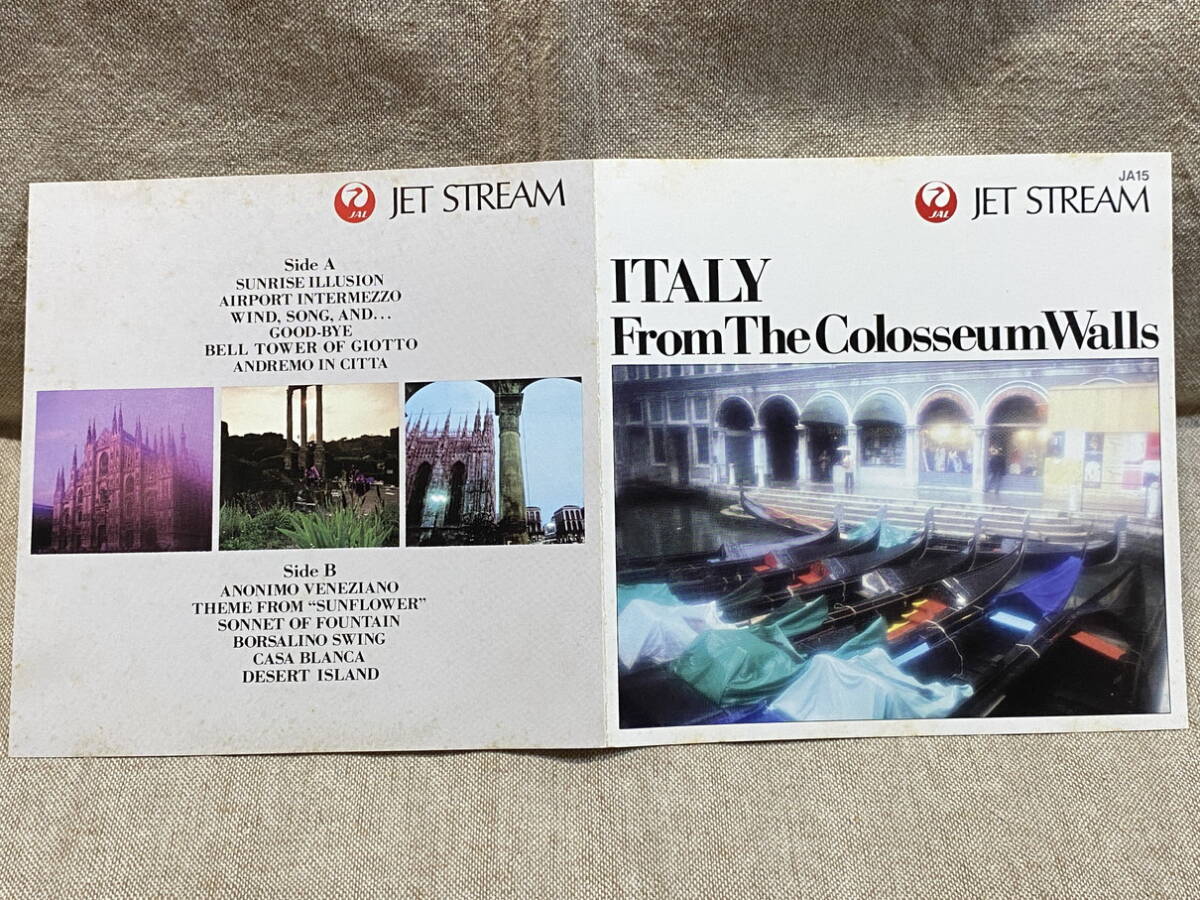 JAL JET STREAM
Side A
SUNRISE ILLUSION
AIRPORT INTERMEZZO
WIND, SONG, AND...
GOOD-BYE
BELL TOWER OF GIOTTO
ANDREMO IN CITTA
Side B
ANONIMO VENEZIANO
THEME FROM “SUNFLOWER”
SONNET OF FOUNTAIN
BORSALINO SWING
CASA BLANCA
DESERT ISLAND
JA15
JAL JET STREAM
ITALY
From The Colosseum Walls